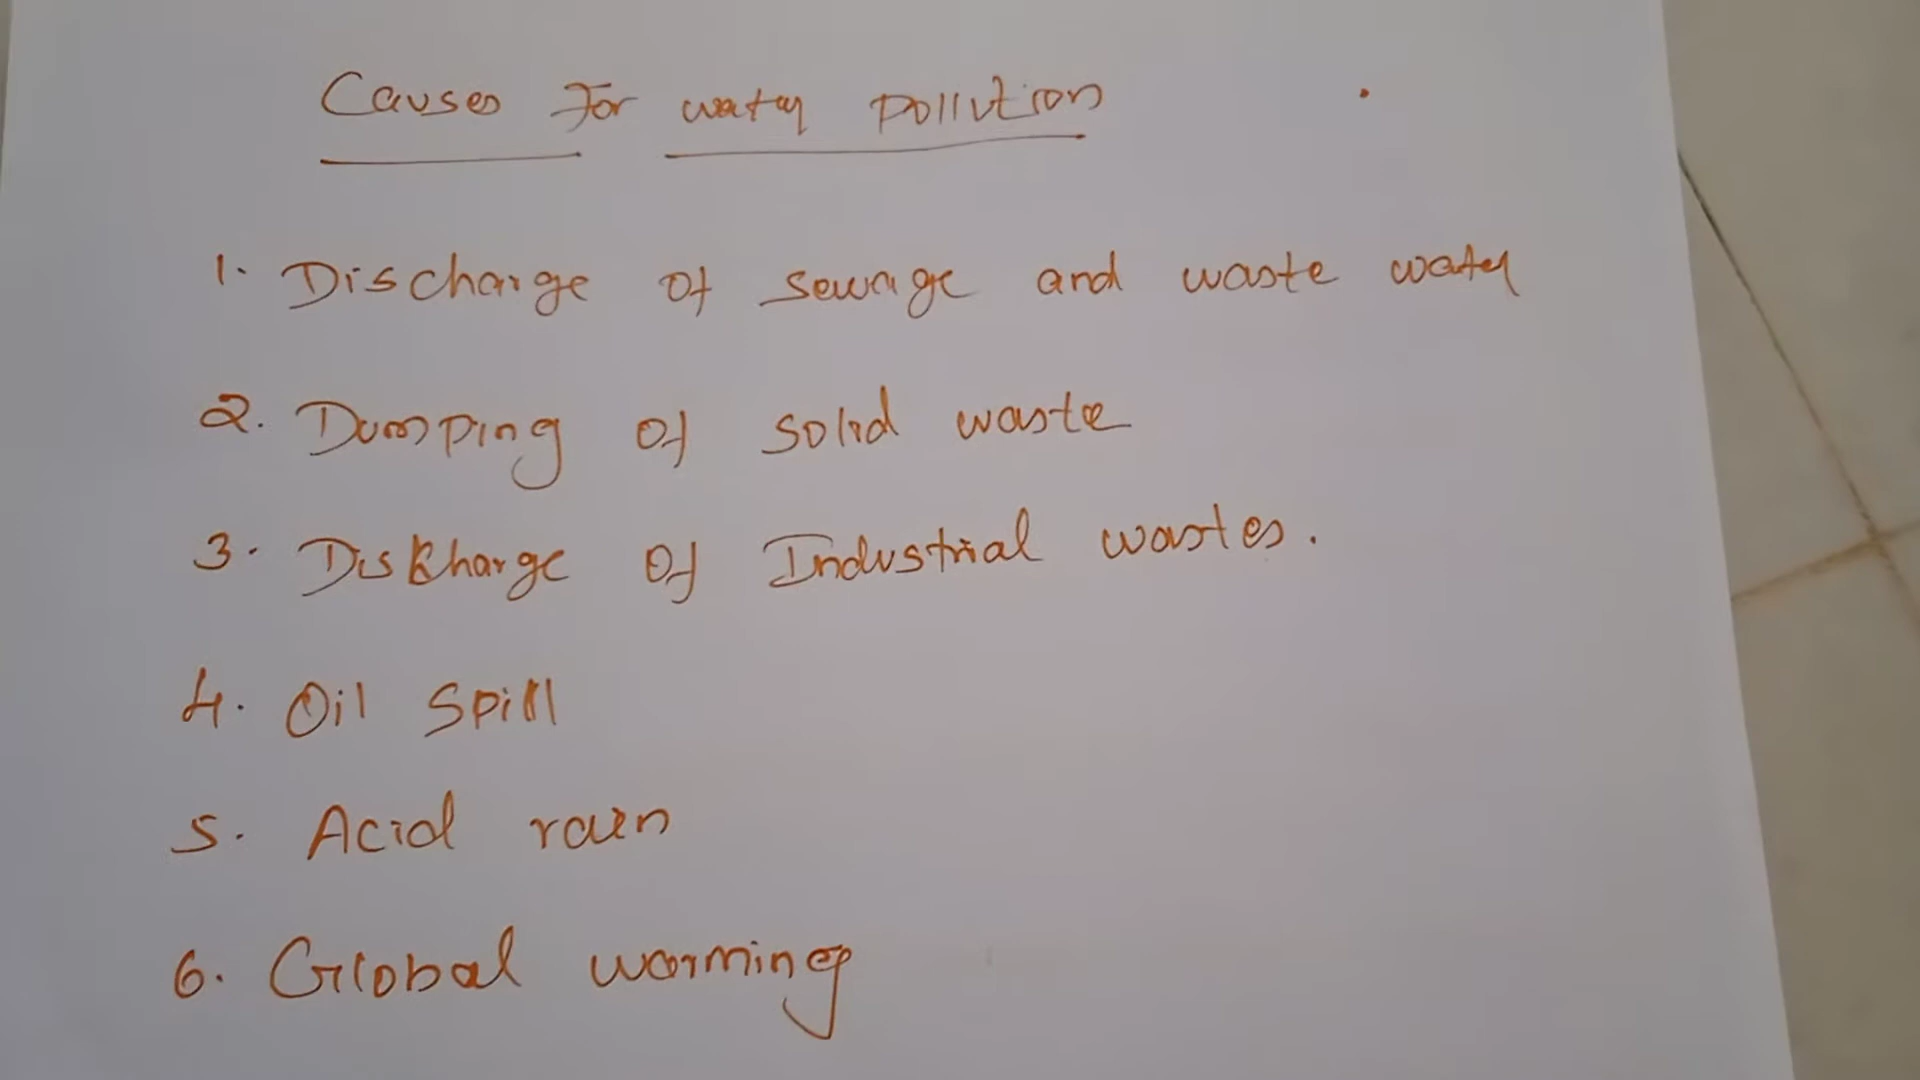 Causes For water pollution
1. Discharge of sewage and waste water
2. Dumping of solid waste
3. Discharge of Industrial wastes.
4. Oil spill
5. Acid rain
6. Global warming